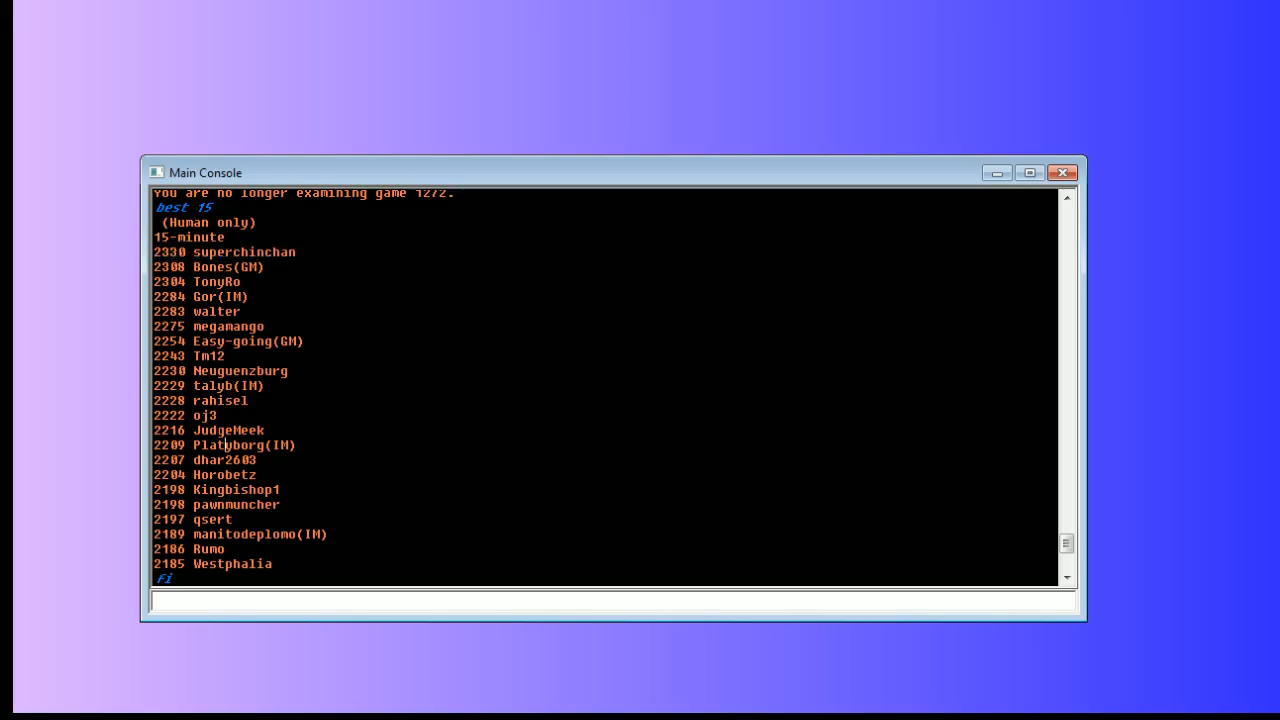 Main Console
You are no longer examining game 1272.
best 15
(Human only)
15-minute
2330 superchinchan
2308 Bones(GM)
2304 TonyRo
2284 Gor(IM)
2283 walter
2275 megamango
2254 Easy-going(GM)
2243 Tm12
2230 Neuguenzburg
2229 talyb(IM)
2228 rahisel
2222 oj3
2216 JudgeMeek
2209 Platyborg(IM)
2207 dhar2603
2204 Horobetz
2198 Kingbishop1
2198 pawnmuncher
2197 qsert
2189 manitodeplomo(IM)
2186 Rumo
2185 Westphalia
fi